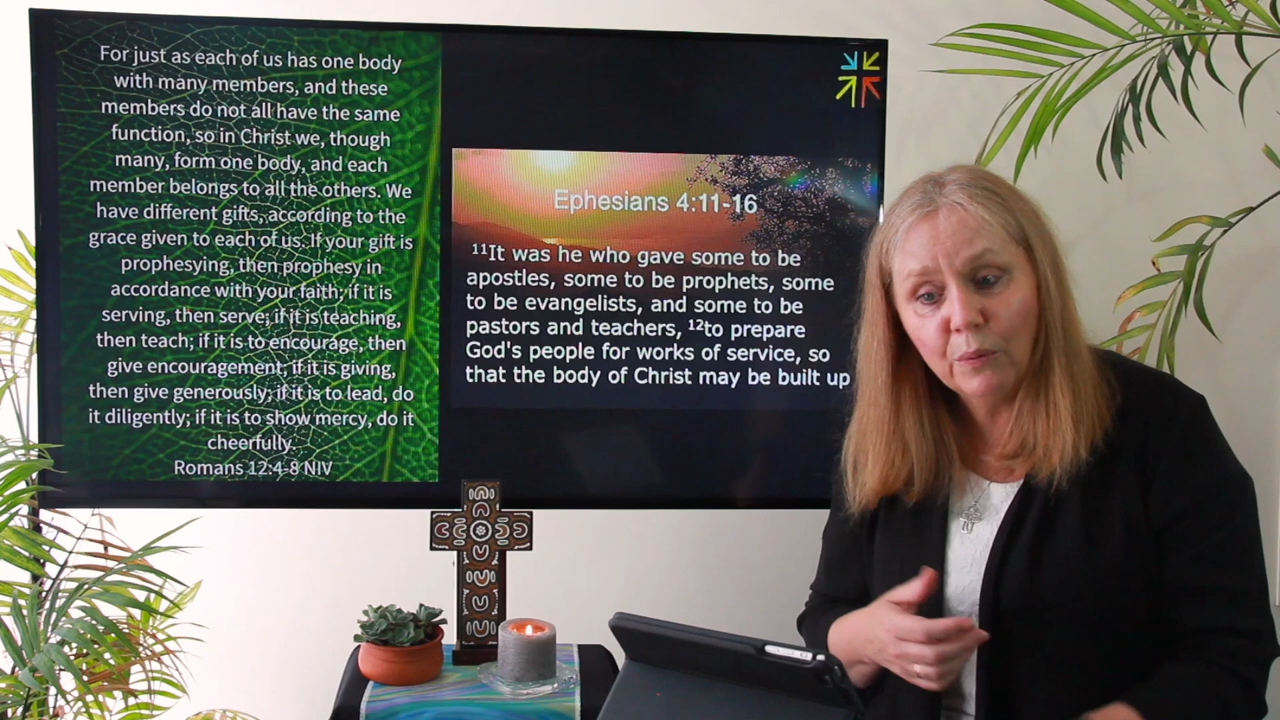 For just as each of us has one body
with many members, and these
members do not all have the same
function, so in Christ we, though
many, form one body, and each
member belongs to all the others. We
have different gifts, according to the
grace given to each of us. If your gift is
prophesying, then prophesy in
accordance with your faith; if it is
serving, then serve; if it is teaching,
then teach; if it is to encourage, then
give encouragement; if it is giving,
then give generously; if it is to lead, do
it diligently; if it is to show mercy, do it
cheerfully.
Romans 12:4-8 NIV
Ephesians 4:11-16
¹¹It was he who gave some to be
apostles, some to be prophets, some
to be evangelists, and some to be
pastors and teachers, ¹²to prepare
God's people for works of service, so
that the body of Christ may be built up